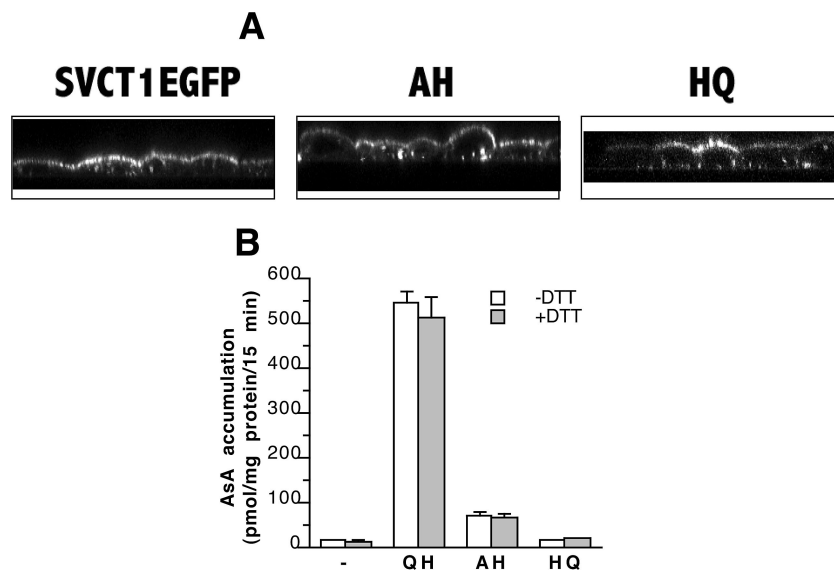 A
SVCT1EGFP AH HQ
B
AsA accumulation
(pmol/mg protein/15 min)
600
500
400
300
200
100
0
-DTT
+DTT
- QH AH HQ